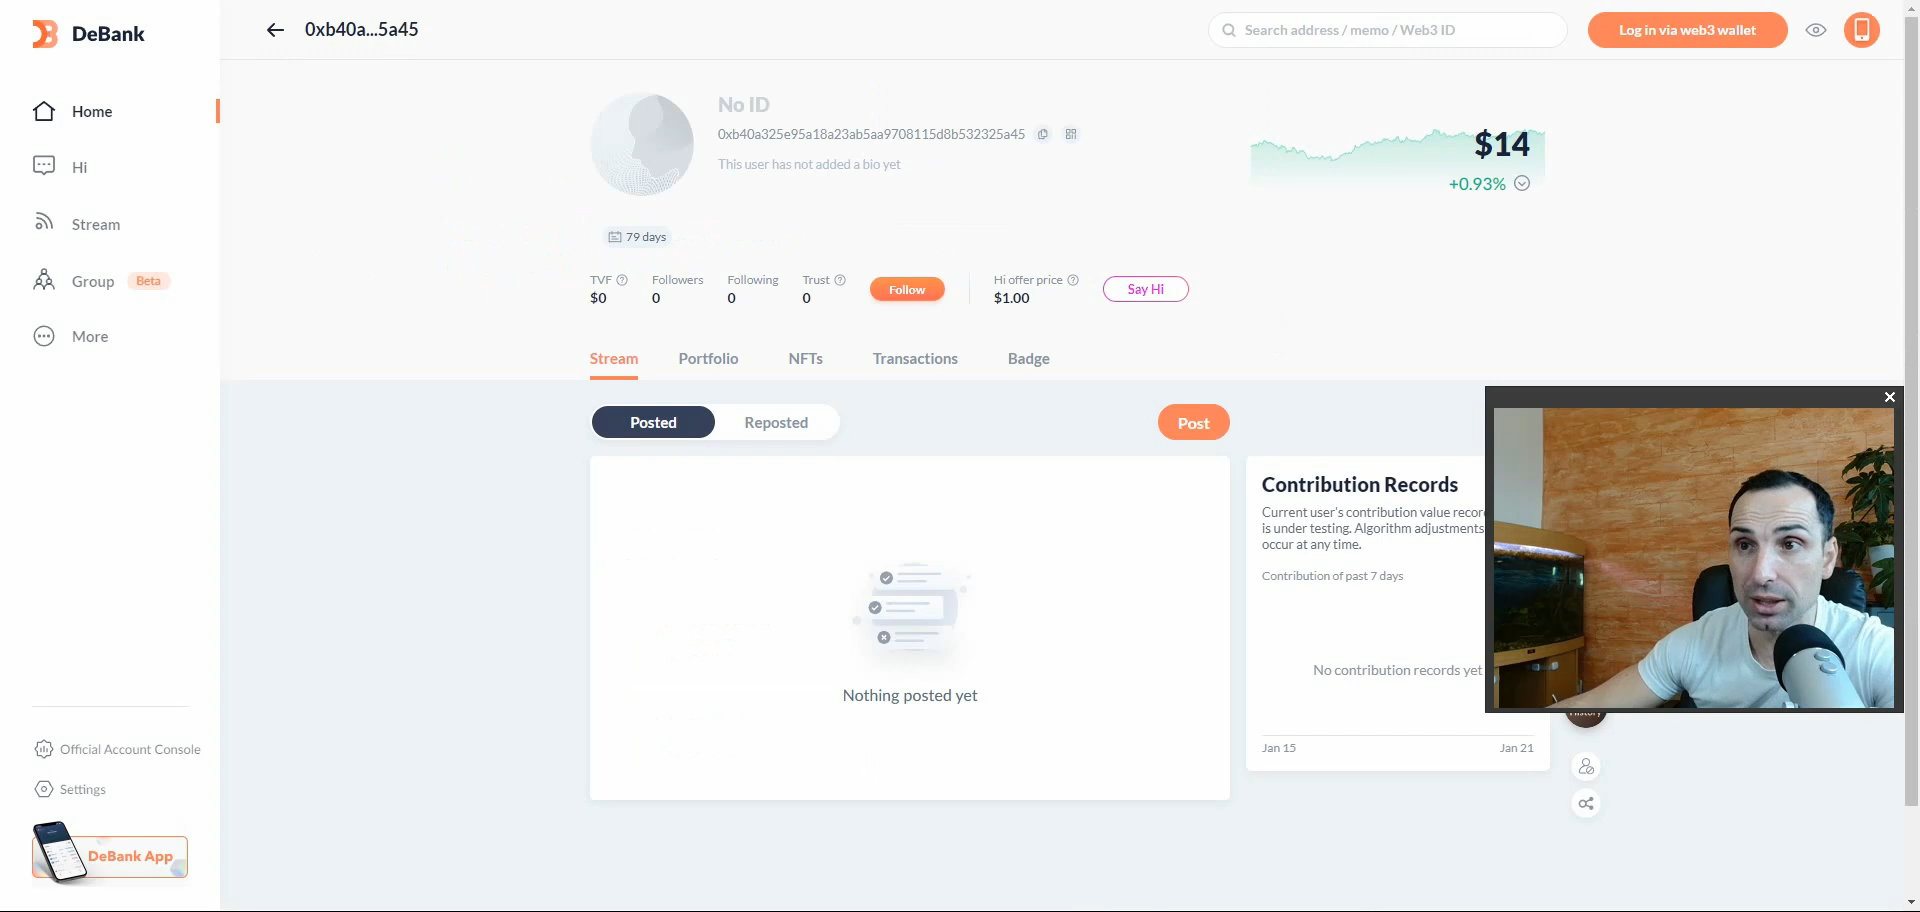 DeBank
0xb40a...5a45
Search address / memo / Web3 ID
Log in via web3 wallet
Home
Hi
Stream
Group Beta
More
No ID
0xb40a325e95a18a23ab5aa9708115d8b532325a45
This user has not added a bio yet
$14
+0.93%
79 days
TVF Followers Following Trust Follow Hi offer price Say Hi
$0 0 0 0 $1.00
Stream Portfolio NFTs Transactions Badge
Posted Reposted Post
Nothing posted yet
Contribution Records
Current user's contribution value
is under testing. Algorithm adjustments
occur at any time.
Contribution of past 7 days
No contribution records yet
Jan 15 Jan 21
Official Account Console
Settings
DeBank App